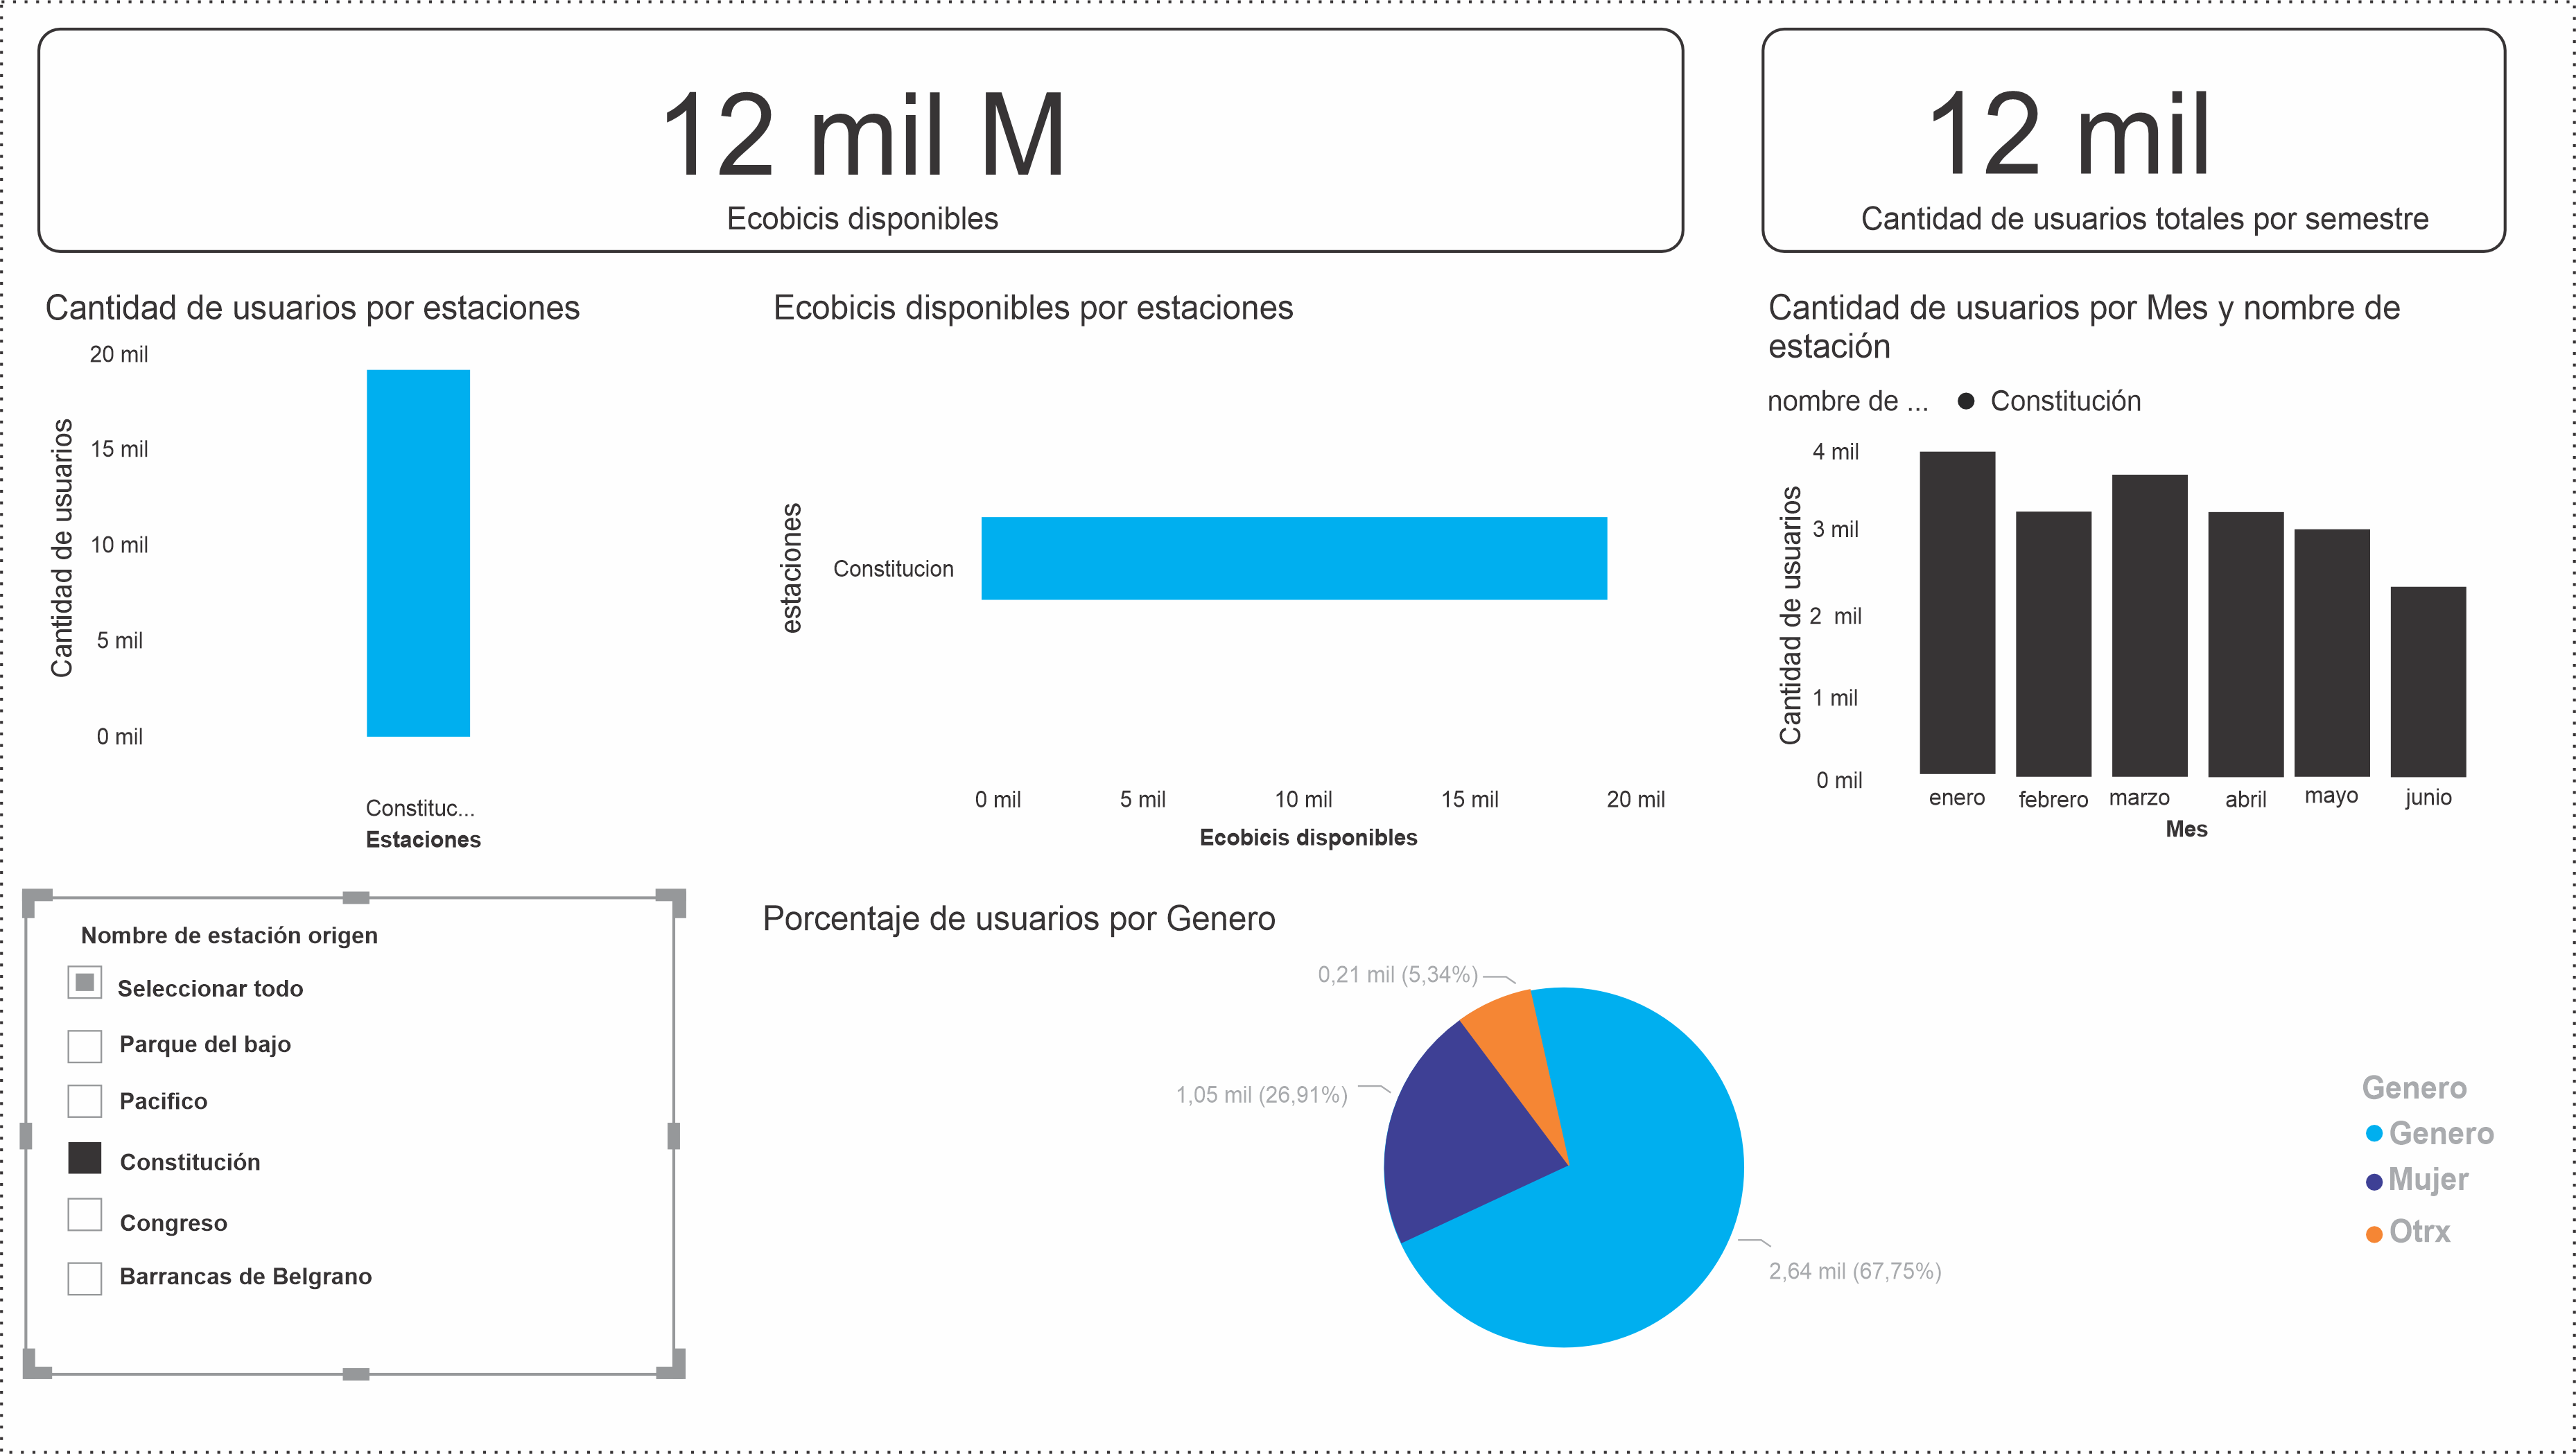 12 mil M
Ecobicis disponibles
12 mil
Cantidad de usuarios totales por semestre
Cantidad de usuarios por estaciones
Cantidad de usuarios
20 mil
15 mil
10 mil
5 mil
0 mil
Constituc...
Estaciones
Ecobicis disponibles por estaciones
estaciones
Constitucion
0 mil
5 mil
10 mil
15 mil
20 mil
Ecobicis disponibles
Cantidad de usuarios por Mes y nombre de
estación
nombre de ...
Constitución
Cantidad de usuarios
4 mil
3 mil
2 mil
1 mil
0 mil
enero
febrero
marzo
abril
mayo
junio
Mes
Nombre de estación origen
Seleccionar todo
Parque del bajo
Pacifico
Constitución
Congreso
Barrancas de Belgrano
Porcentaje de usuarios por Genero
0,21 mil (5,34%)
1,05 mil (26,91%)
2,64 mil (67,75%)
Genero
Genero
Mujer
Otrx